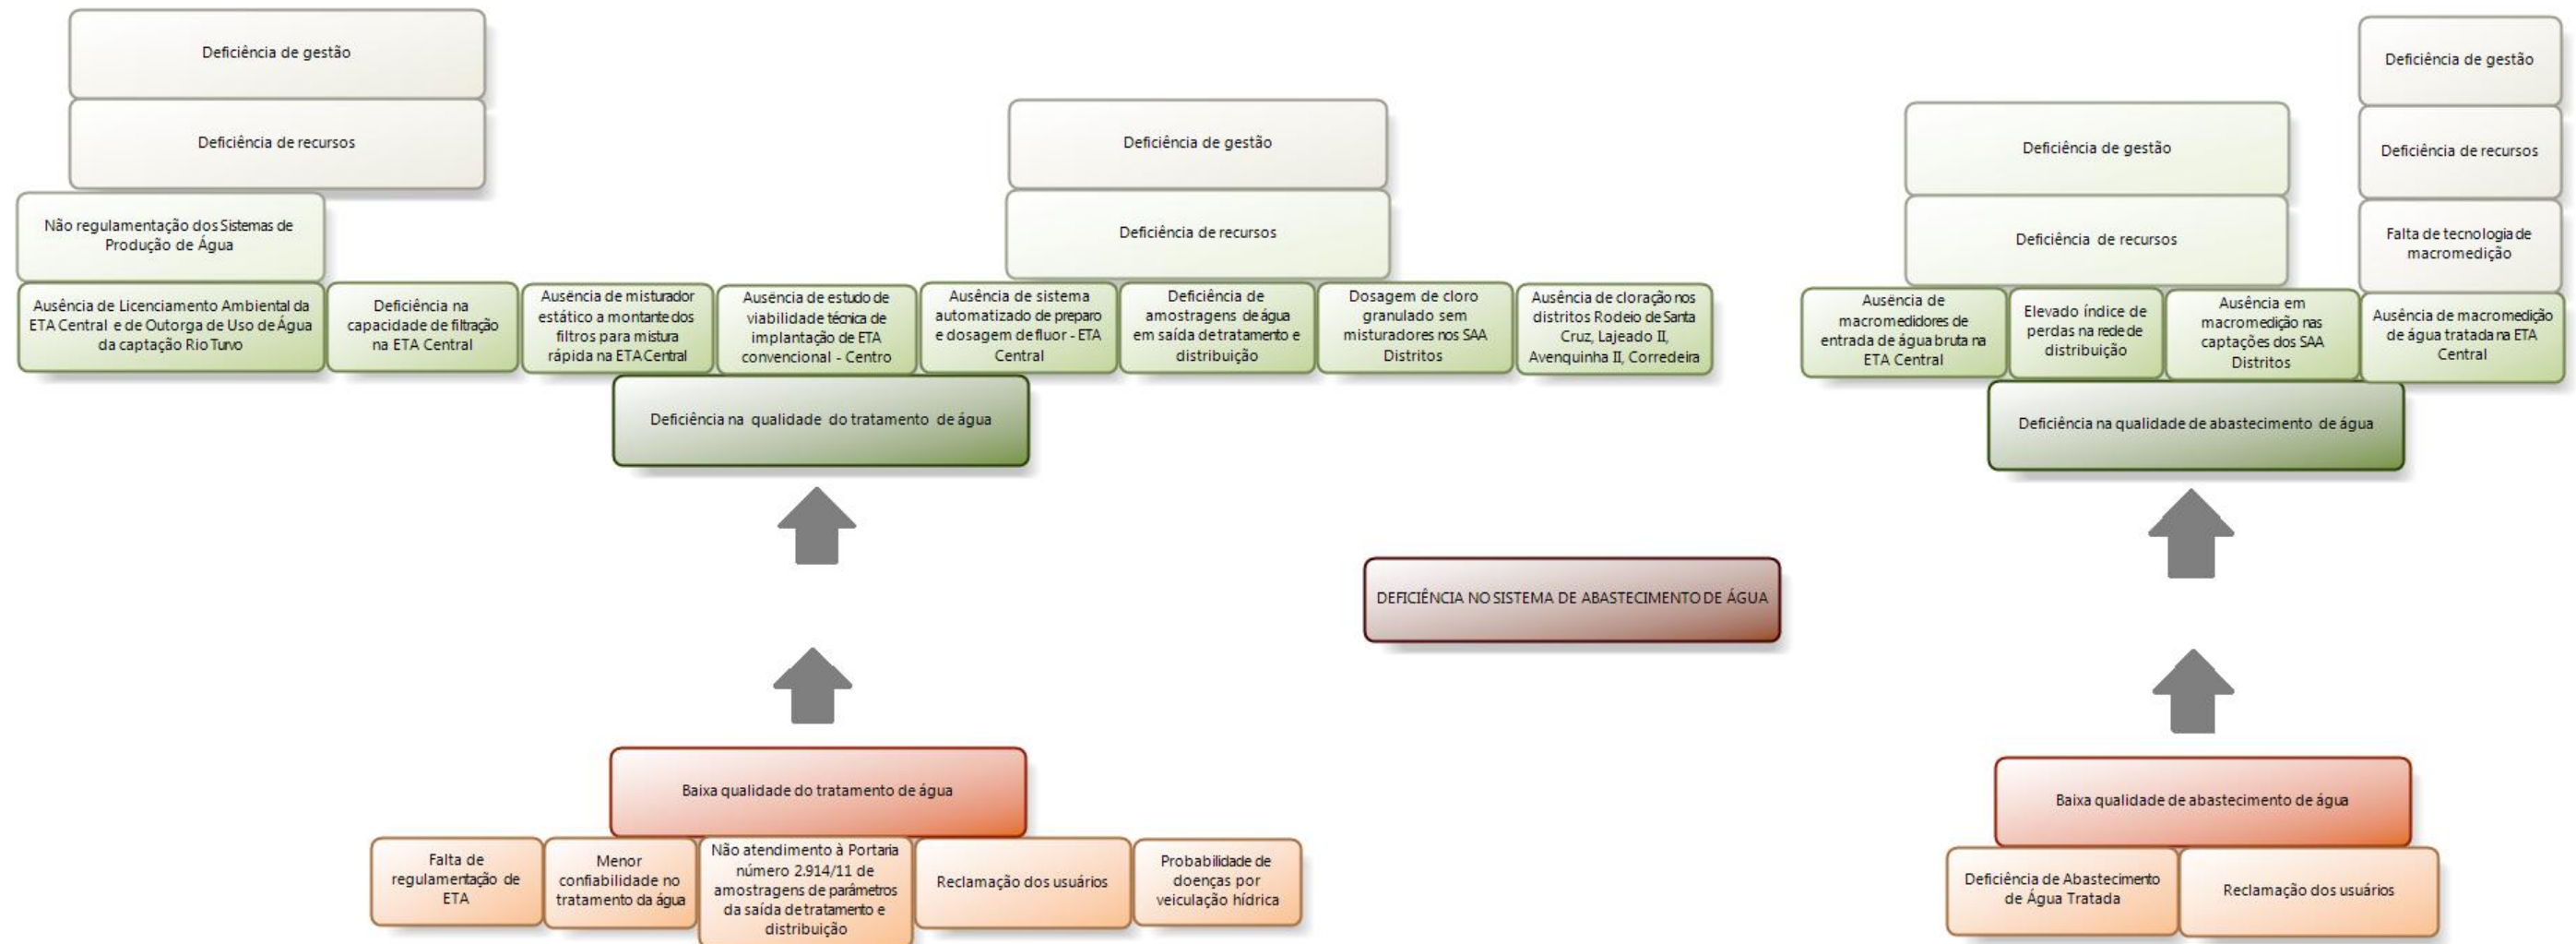 Deficiência de gestão
Deficiência de recursos
Não regulamentação dos Sistemas de
Produção de Água
Ausência de Licenciamento Ambiental da
ETA Central e de Outorga de Uso de Água
da captação Rio Turvo
Deficiência na
capacidade de filtração
na ETA Central
Ausência de misturador
estático a montante dos
filtros para mistura
rápida na ETA Central
Ausência de estudo de
viabilidade técnica de
implantação de ETA
convencional - Centro
Deficiência de gestão
Deficiência de recursos
Ausência de sistema
automatizado de preparo
e dosagem de fluor - ETA
Central
Deficiência de
amostragens de água
em saída de tratamento e
distribuição
Dosagem de cloro
granulado sem
misturadores nos SAA
Distritos
Ausência de cloração nos
distritos Rodeio de Santa
Cruz, Lajeado II,
Avenquinha II, Corredeira
Deficiência na qualidade do tratamento de água
Deficiência de gestão
Deficiência de recursos
Deficiência de gestão
Deficiência de recursos
Falta de tecnologia de
macromedição
Ausência de
macromedidores de
entrada de água bruta na
ETA Central
Elevado índice de
perdas na rede de
distribuição
Ausência em
macromedição nas
captações dos SAA
Distritos
Ausência de macromedição
de água tratada na ETA
Central
Deficiência na qualidade de abastecimento de água
DEFICIÊNCIA NO SISTEMA DE ABASTECIMENTO DE ÁGUA
Baixa qualidade do tratamento de água
Falta de
regulamentação de
ETA
Menor
confiabilidade no
tratamento da água
Não atendimento à Portaria
número 2.914/11 de
amostragens de parâmetros
da saída de tratamento e
distribuição
Reclamação dos usuários
Probabilidade de
doenças por
veiculação hídrica
Baixa qualidade de abastecimento de água
Deficiência de Abastecimento
de Água Tratada
Reclamação dos usuários